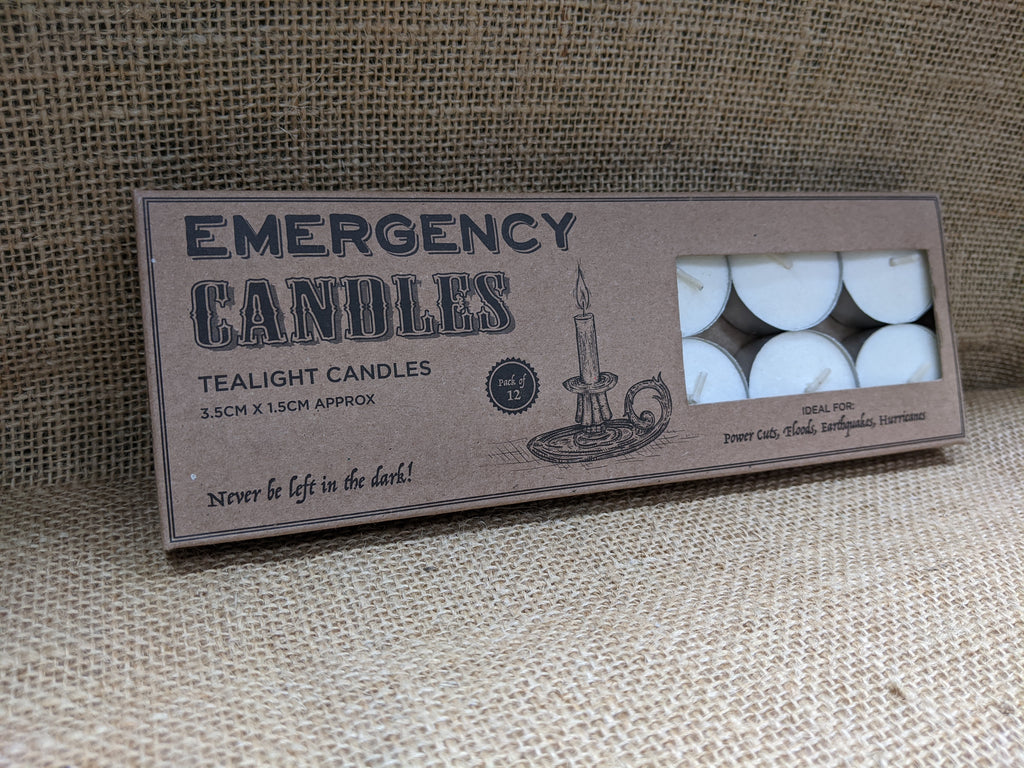 EMERGENCY
CANDLES
TEALIGHT CANDLES
3.5CM X 1.5CM APPROX
Never be left in the dark!
Pack of
12
IDEAL FOR:
Power Cuts, Floods, Earthquakes, Hurricanes